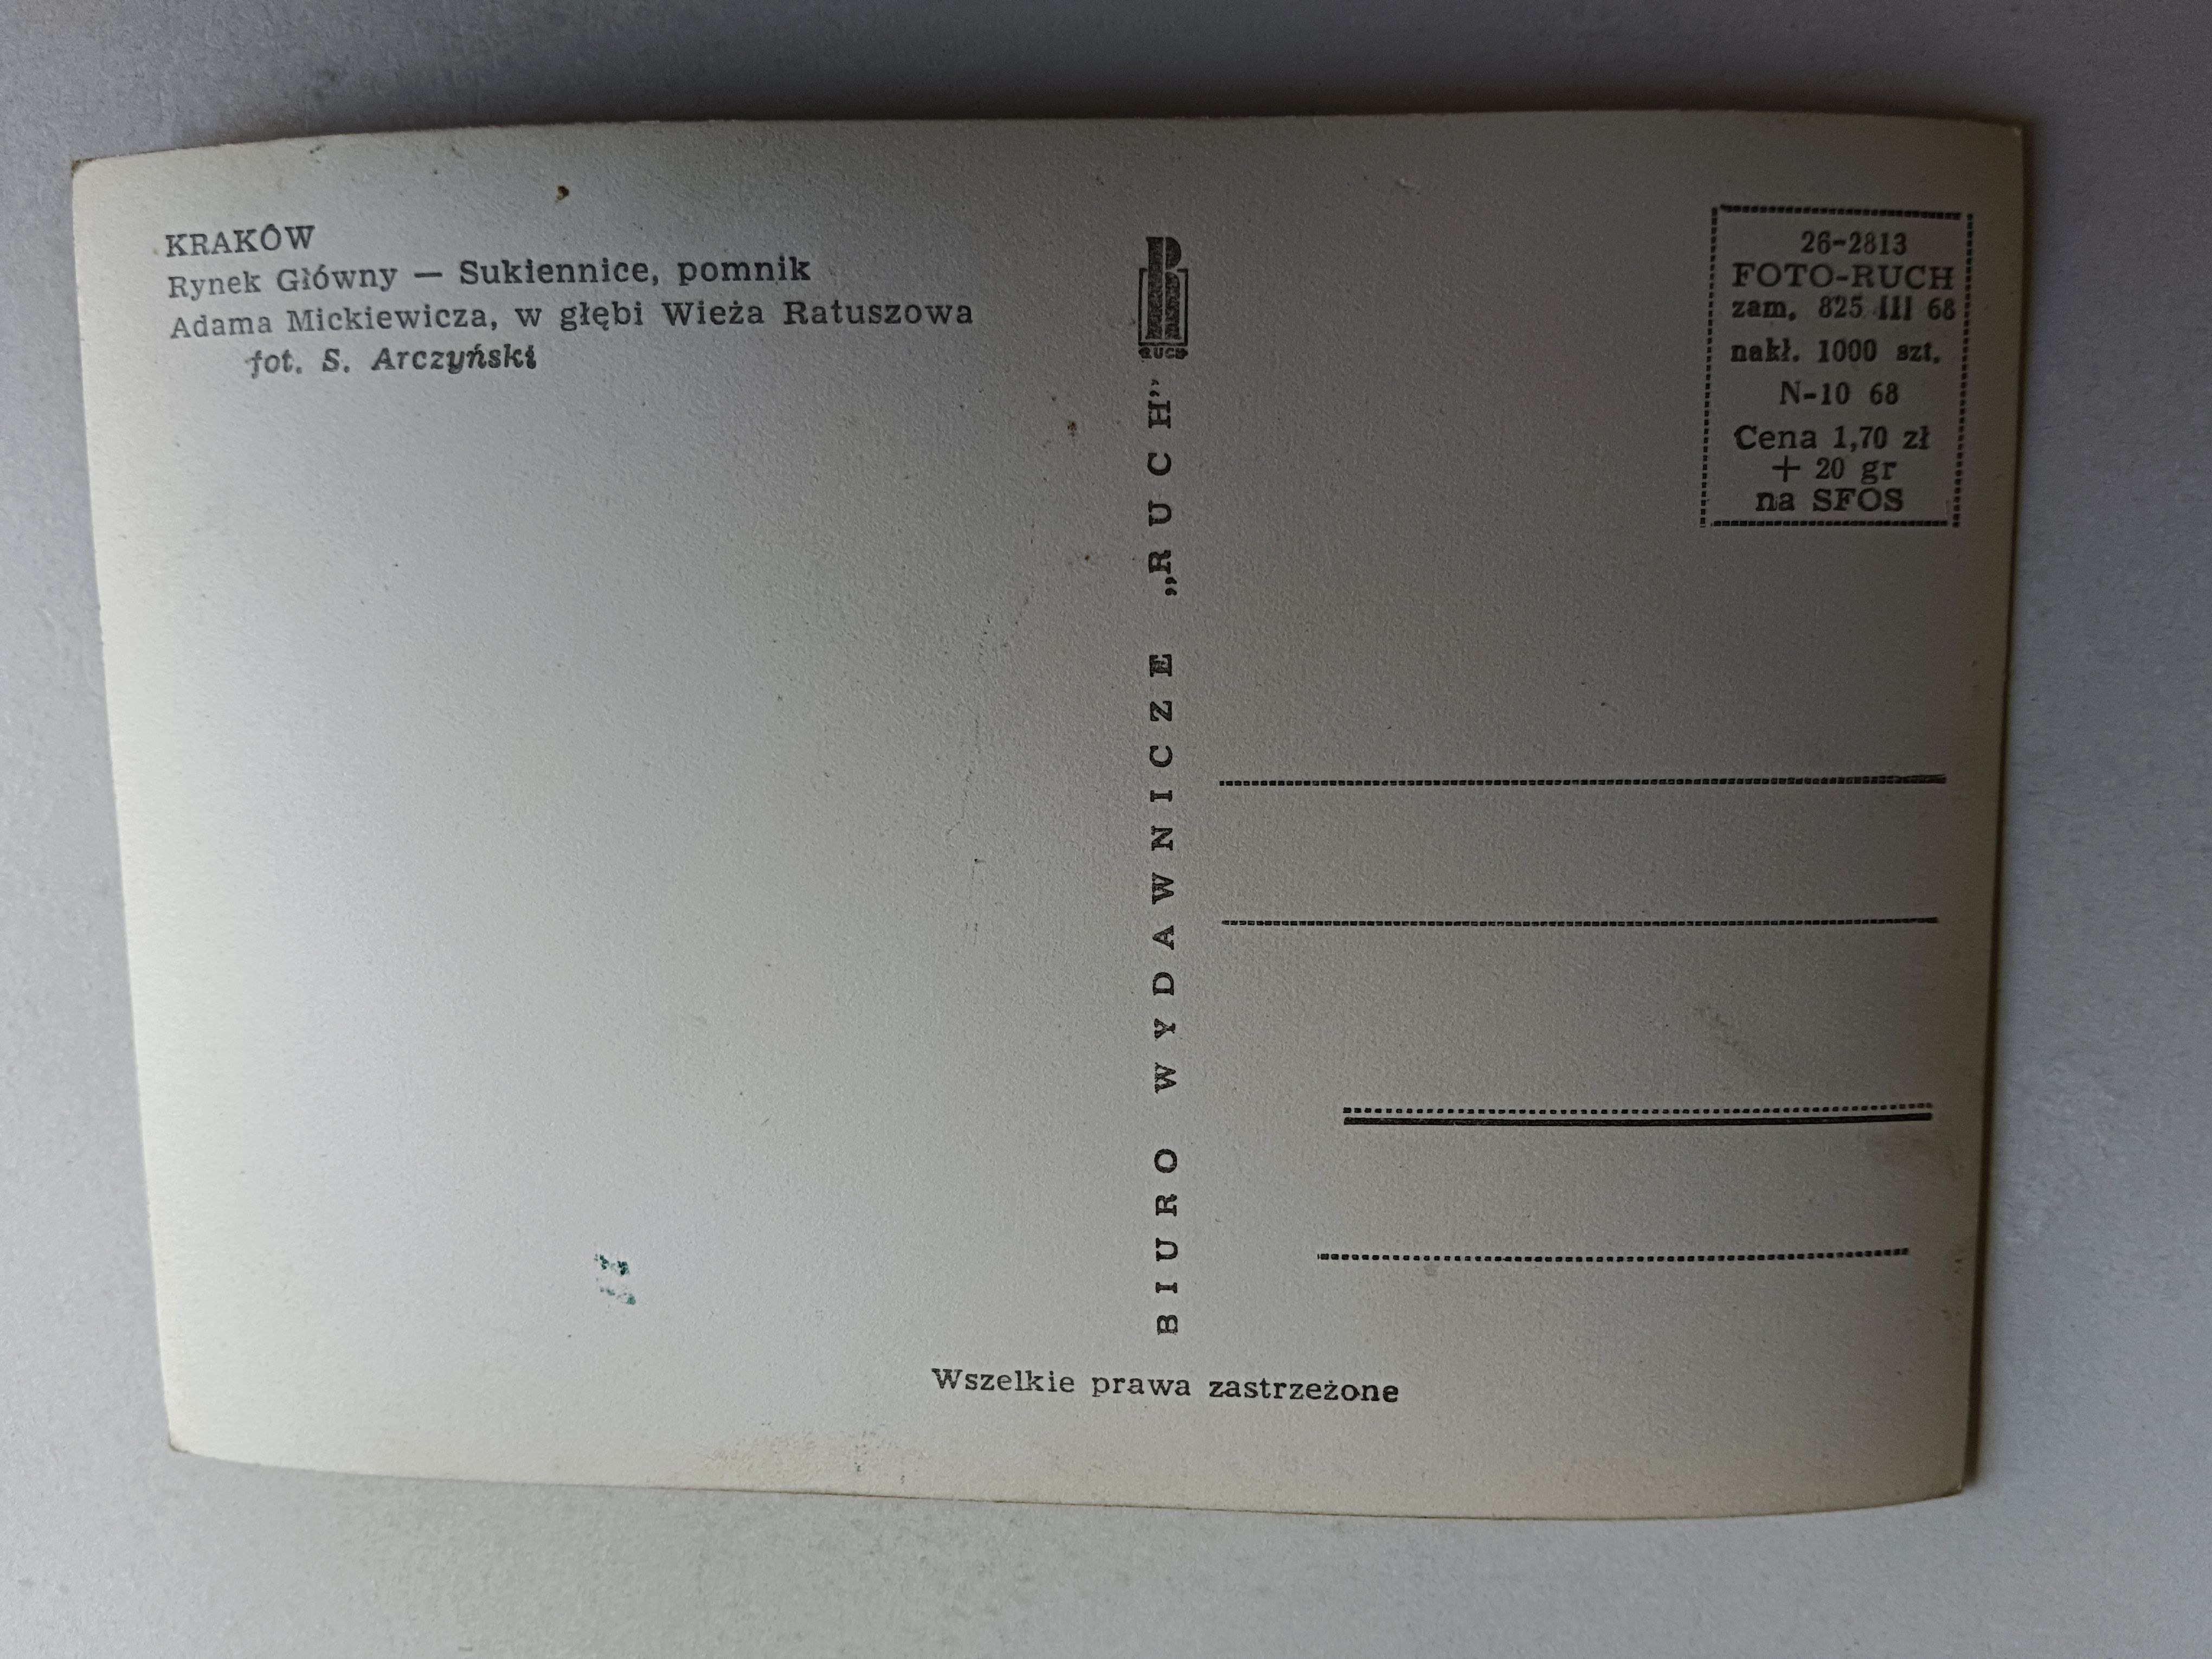 KRAKÓW
Rynek Główny — Sukiennice, pomnik
Adama Mickiewicza, w głębi Wieża Ratuszowa
fot. S. Arczyński
RUCH
BIURO WYDAWNICZE „RUCH”
26-2813
FOTO-RUCH
zam. 825 III 68
nakł. 1000 szt.
N-10 68
Cena 1,70 zł
+ 20 gr
na SFOS
Wszelkie prawa zastrzeżone